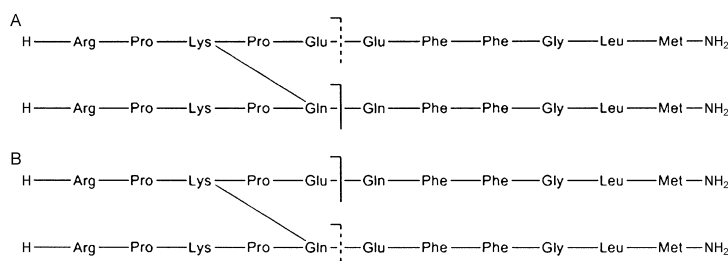 A
H—Arg—Pro—Lys—Pro—Glu—Glu—Phe—Phe—Gly—Leu—Met—NH2
H—Arg—Pro—Lys—Pro—Gln—Gln—Phe—Phe—Gly—Leu—Met—NH2
B
H—Arg—Pro—Lys—Pro—Glu—Gln—Phe—Phe—Gly—Leu—Met—NH2
H—Arg—Pro—Lys—Pro—Gln—Glu—Phe—Phe—Gly—Leu—Met—NH2